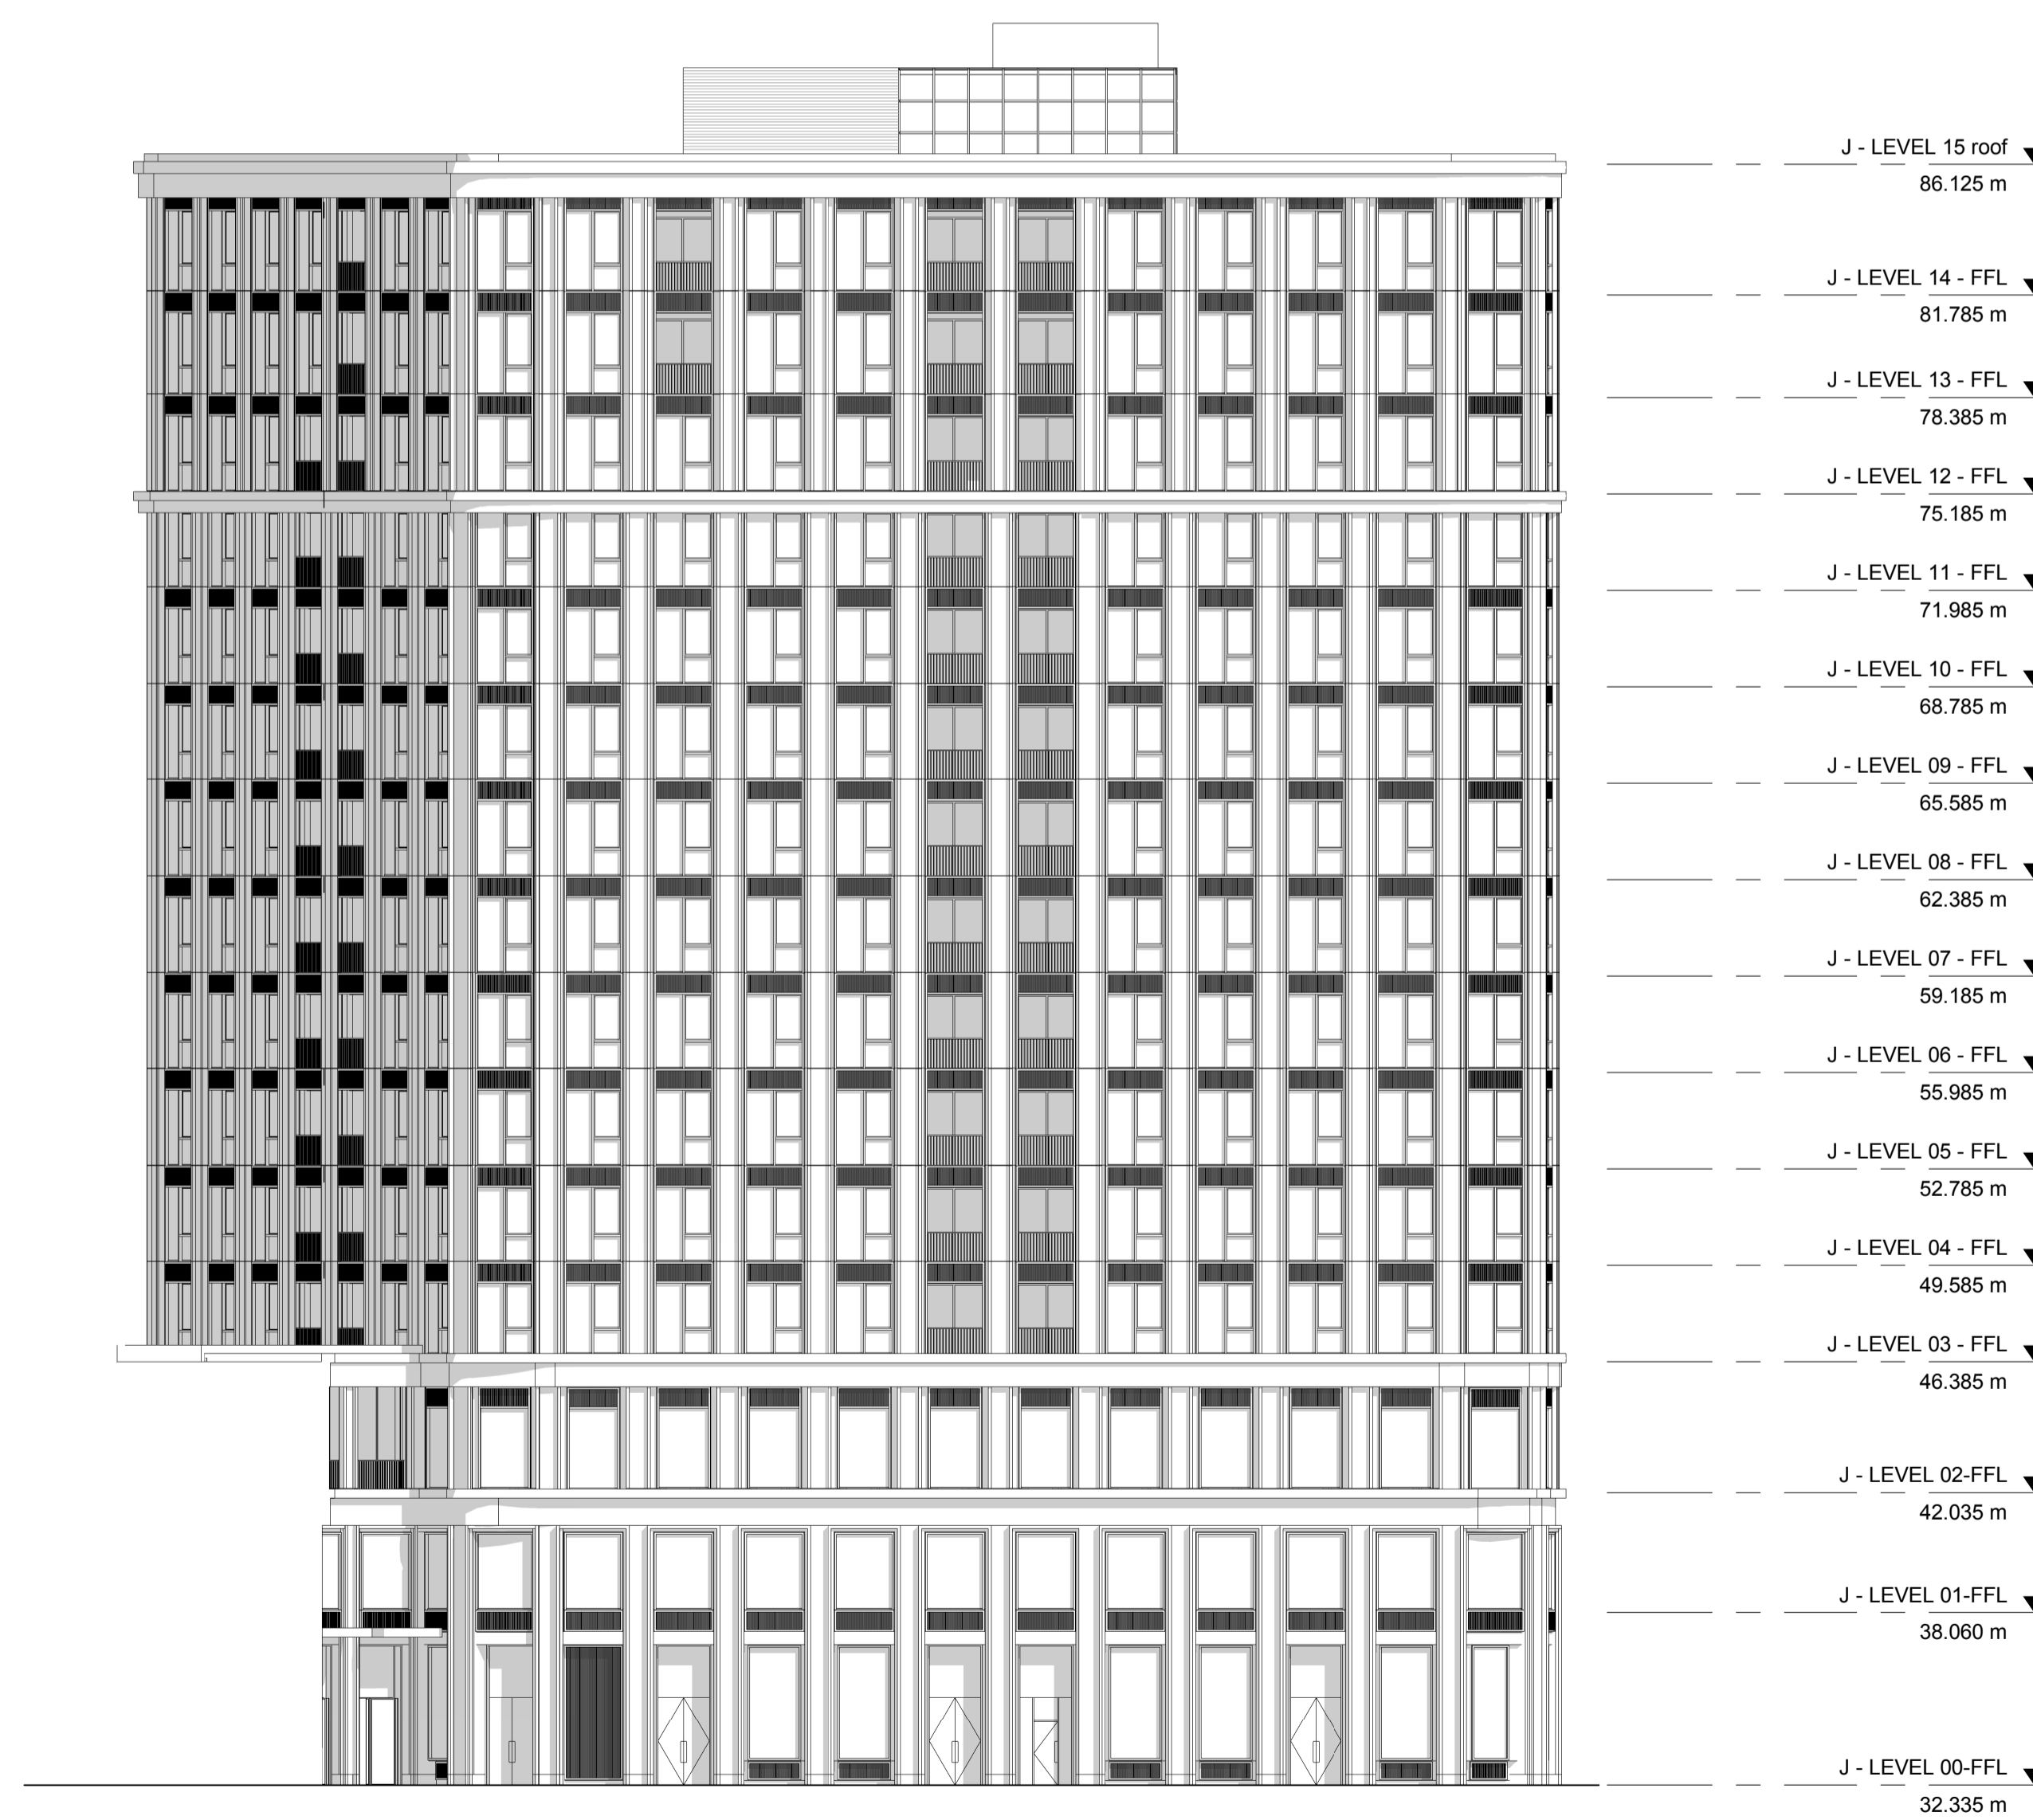 J - LEVEL 15 roof
86.125 m
J - LEVEL 14 - FFL
81.785 m
J - LEVEL 13 - FFL
78.385 m
J - LEVEL 12 - FFL
75.185 m
J - LEVEL 11 - FFL
71.985 m
J - LEVEL 10 - FFL
68.785 m
J - LEVEL 09 - FFL
65.585 m
J - LEVEL 08 - FFL
62.385 m
J - LEVEL 07 - FFL
59.185 m
J - LEVEL 06 - FFL
55.985 m
J - LEVEL 05 - FFL
52.785 m
J - LEVEL 04 - FFL
49.585 m
J - LEVEL 03 - FFL
46.385 m
J - LEVEL 02-FFL
42.035 m
J - LEVEL 01-FFL
38.060 m
J - LEVEL 00-FFL
32.335 m